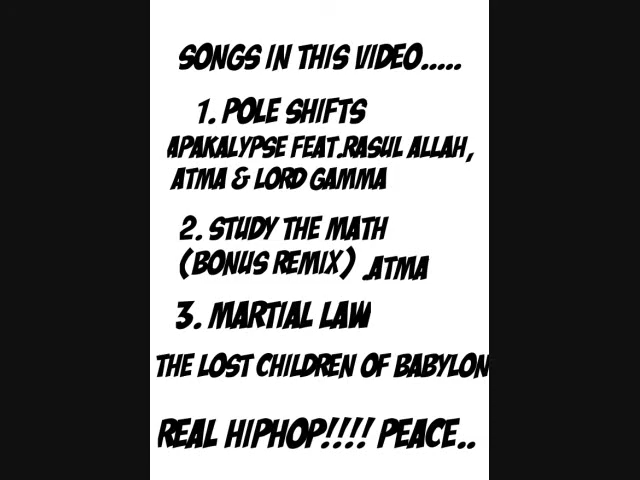 SONGS IN THIS VIDEO.....
1. POLE SHIFTS
APAKALYPSE FEAT.RASUL ALLAH,
ATMA & LORD GAMMA
2. STUDY THE MATH
(BONUS REMIX) .ATMA
3. MARTIAL LAW
THE LOST CHILDREN OF BABYLON
REAL HIPHOP!!!! PEACE..